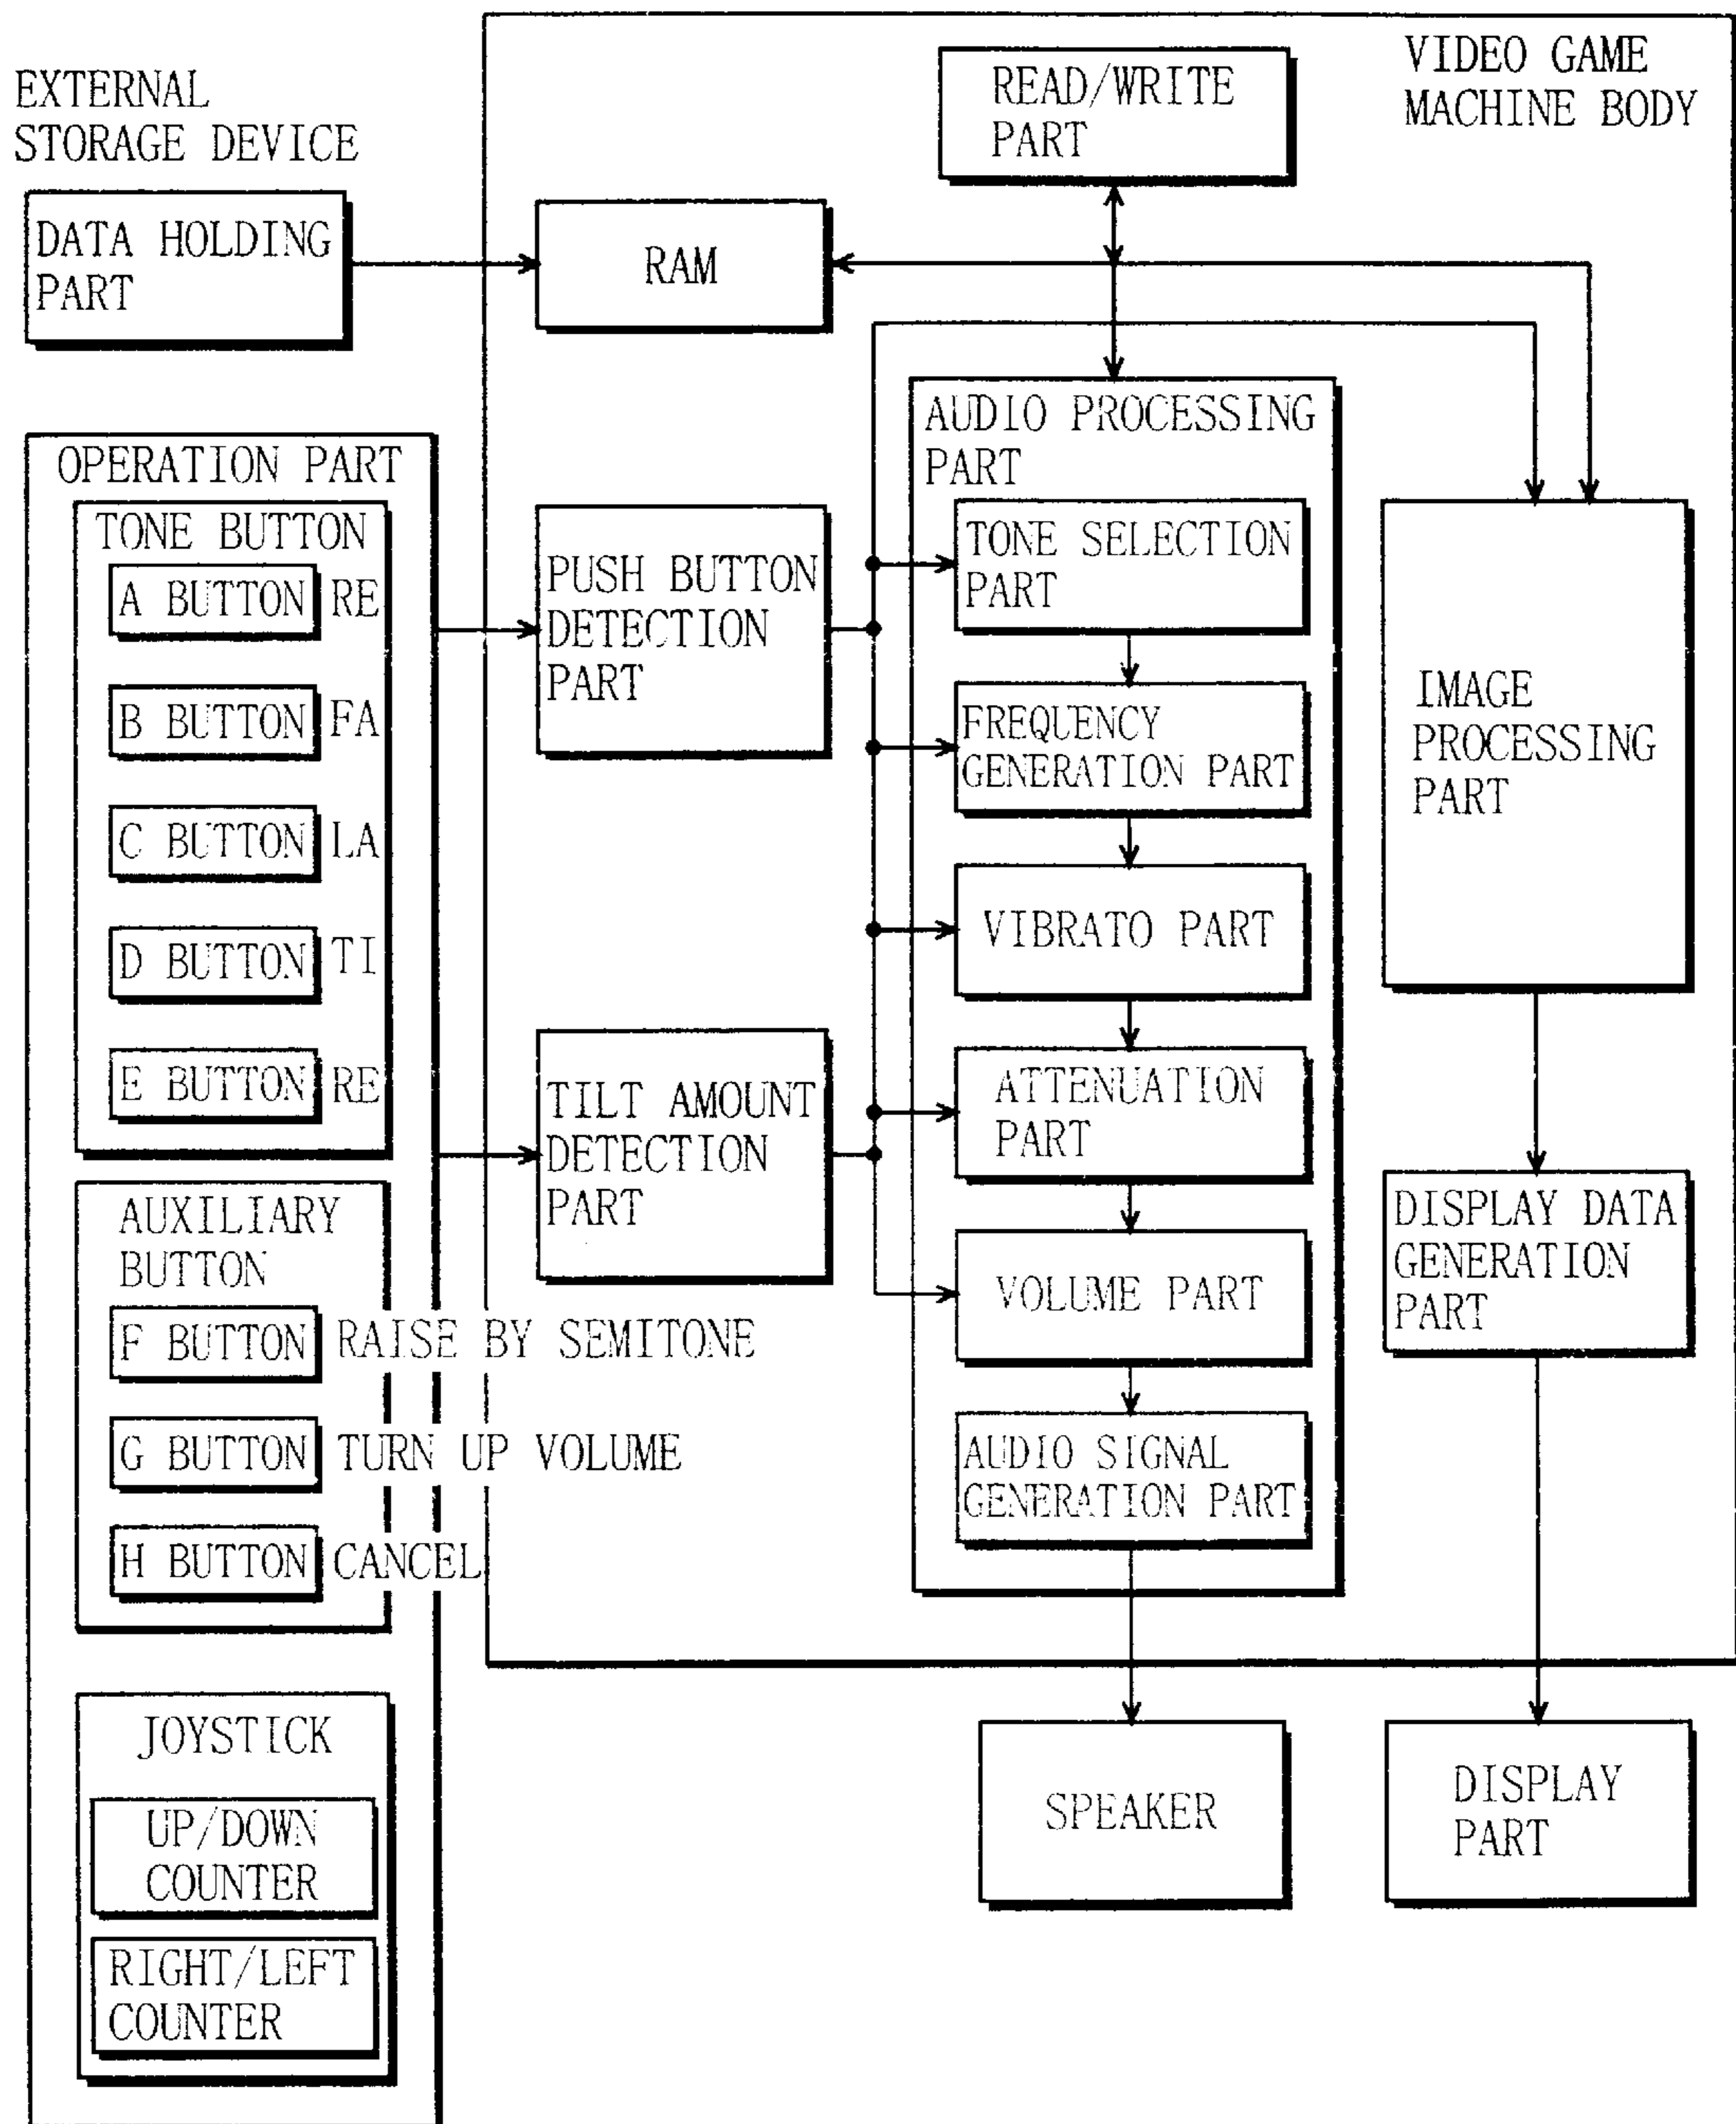 EXTERNAL
STORAGE DEVICE
DATA HOLDING
PART
VIDEO GAME
MACHINE BODY
READ/WRITE
PART
RAM
OPERATION PART
TONE BUTTON
A BUTTON RE
B BUTTON FA
C BUTTON LA
D BUTTON TI
E BUTTON RE
AUXILIARY
BUTTON
F BUTTON RAISE BY SEMITONE
G BUTTON TURN UP VOLUME
H BUTTON CANCEL
JOYSTICK
UP/DOWN
COUNTER
RIGHT/LEFT
COUNTER
PUSH BUTTON
DETECTION
PART
TILT AMOUNT
DETECTION
PART
AUDIO PROCESSING
PART
TONE SELECTION
PART
FREQUENCY
GENERATION PART
VIBRATO PART
ATTENUATION
PART
VOLUME PART
AUDIO SIGNAL
GENERATION PART
IMAGE
PROCESSING
PART
DISPLAY DATA
GENERATION
PART
SPEAKER
DISPLAY
PART